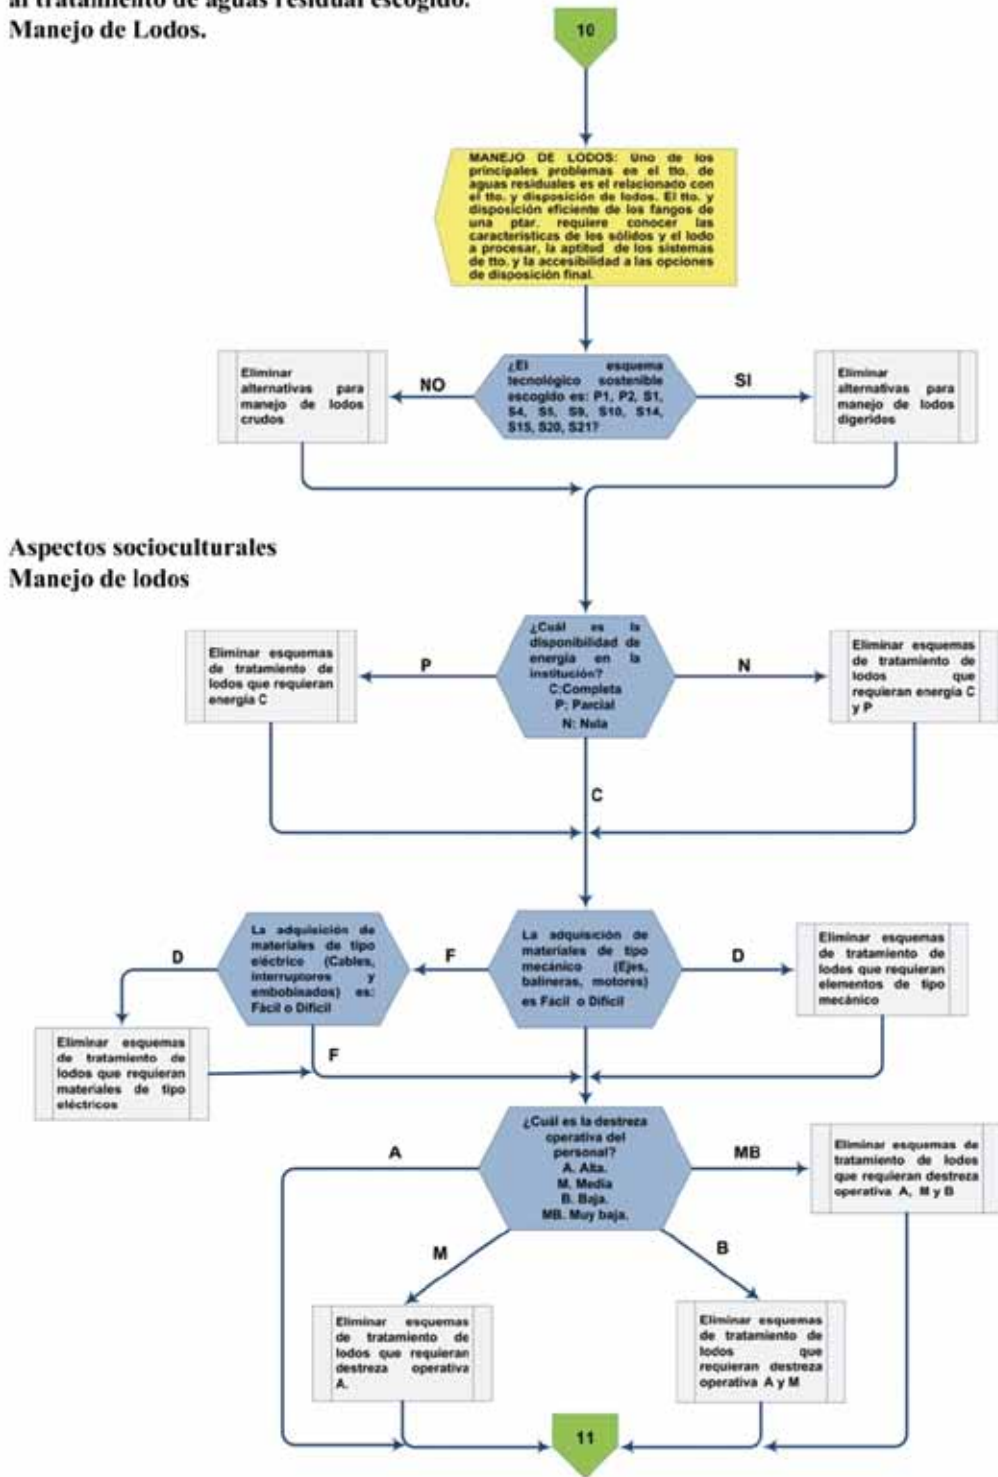 al tratamiento de aguas residual escogido.
Manejo de Lodos.
10
MANEJO DE LODOS: Uno de los
principales problemas en el tto. de
aguas residuales es el relacionado con
el tto. y disposición de lodos. El tto. y
disposición eficiente de los fangos de
una ptar. requiere conocer las
características de los sólidos y el lodo
a procesar, la aptitud de los sistemas
de tto. y la accesibilidad a las opciones
de disposición final.
Eliminar
alternativas para
manejo de lodos
crudos
NO
¿El esquema
tecnológico sostenible
escogido es: P1, P2, S1,
S4, S5, S9, S10, S14,
S15, S20, S21?
SI
Eliminar
alternativas para
manejo de lodos
digeridos
Aspectos socioculturales
Manejo de lodos
Eliminar esquemas
de tratamiento de
lodos que requieran
energía C
P
¿Cuál es la
disponibilidad de
energía en la
institución?
C:Completa
P: Parcial
N: Nula
N
Eliminar esquemas
de tratamiento de
lodos que
requieran energía C
y P
C
D
La adquisición de
materiales de tipo
eléctrico (Cables,
interruptores y
embobinados) es:
Fácil o Difícil
F
La adquisición de
materiales de tipo
mecánico (Ejes,
balineras, motores)
es Fácil o Difícil
D
Eliminar esquemas
de tratamiento de
lodos que requieran
elementos de tipo
mecánico
Eliminar esquemas
de tratamiento de
lodos que requieran
materiales de tipo
eléctricos
F
A
¿Cuál es la destreza
operativa del
personal?
A. Alta.
M. Media
B. Baja.
MB. Muy baja.
MB
Eliminar esquemas de
tratamiento de lodos
que requieran destreza
operativa A, M y B
M
B
Eliminar esquemas
de tratamiento de
lodos que requieran
destreza operativa
A.
Eliminar esquemas
de tratamiento de
lodos que
requieran destreza
operativa A y M
11